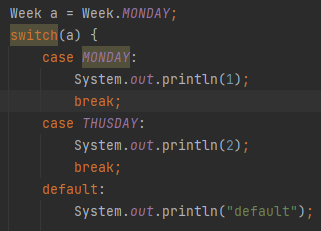 Week a = Week.MONDAY;
switch(a) {
    case MONDAY:
        System.out.println(1);
        break;
    case THUSDAY:
        System.out.println(2);
        break;
    default:
        System.out.println("default");